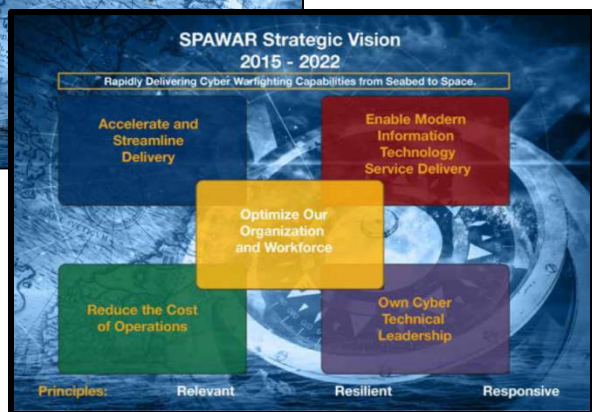 SPAWAR Strategic Vision
2015 - 2022
Rapidly Delivering Cyber Warfighting Capabilities from Seabed to Space.
Accelerate and
Streamline
Delivery
Enable Modern
Information
Technology
Service Delivery
Optimize Our
Organization
and Workforce
Reduce the Cost
of Operations
Own Cyber
Technical
Leadership
Principles: Relevant Resilient Responsive